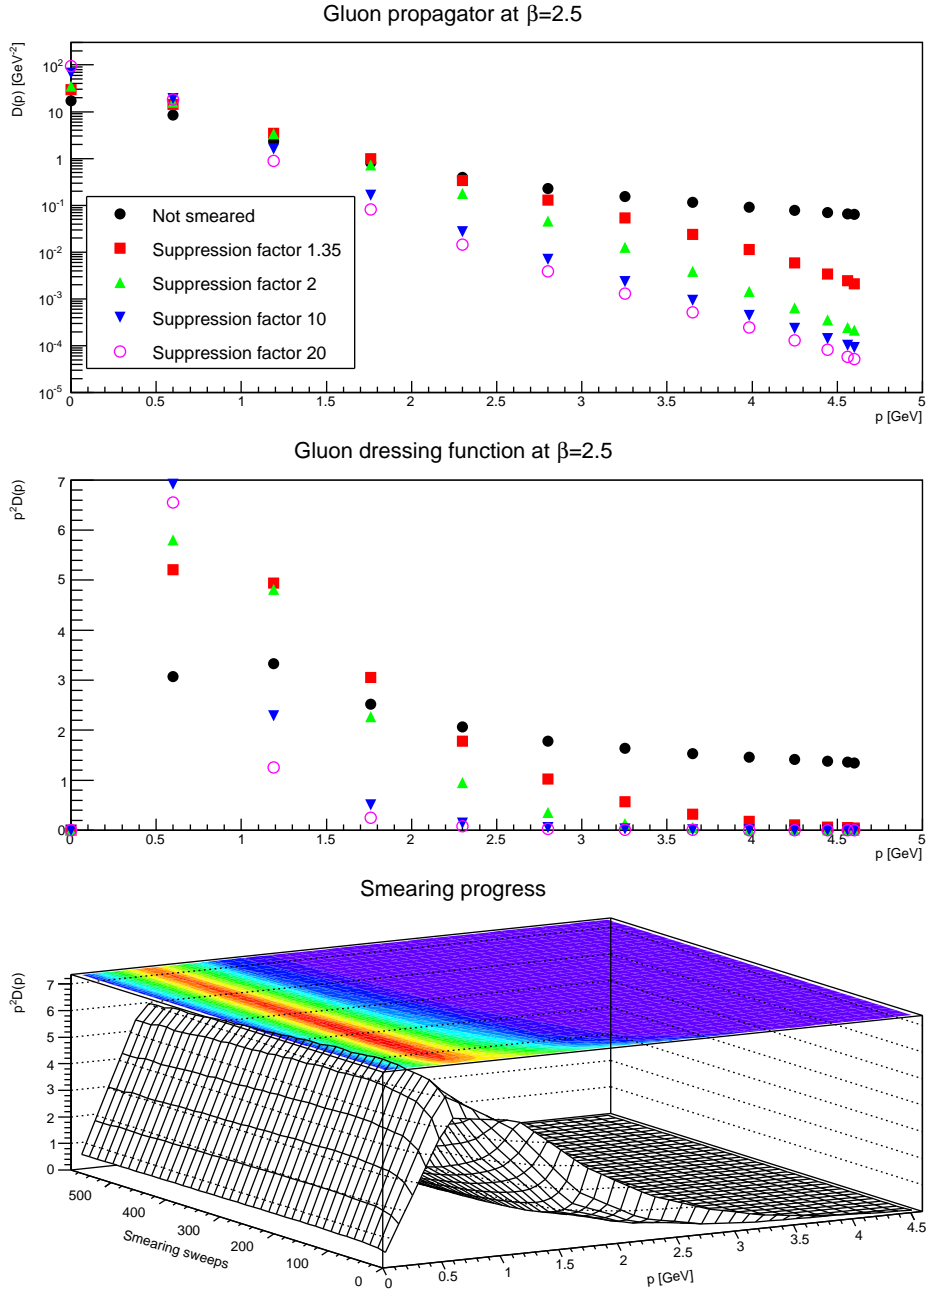 Gluon propagator at β=2.5
D(p) [GeV⁻²]
10²
10
1
10⁻¹
10⁻²
10⁻³
10⁻⁴
10⁻⁵
Not smeared
Suppression factor 1.35
Suppression factor 2
Suppression factor 10
Suppression factor 20
0 0.5 1 1.5 2 2.5 3 3.5 4 4.5 5
p [GeV]
Gluon dressing function at β=2.5
p²D(p)
7
6
5
4
3
2
1
0
0 0.5 1 1.5 2 2.5 3 3.5 4 4.5 5
p [GeV]
Smearing progress
p²D(p)
7
6
5
4
3
2
1
0
500 400 300 200 100 0
Smearing sweeps
0 0.5 1 1.5 2 2.5 3 3.5 4 4.5
p [GeV]